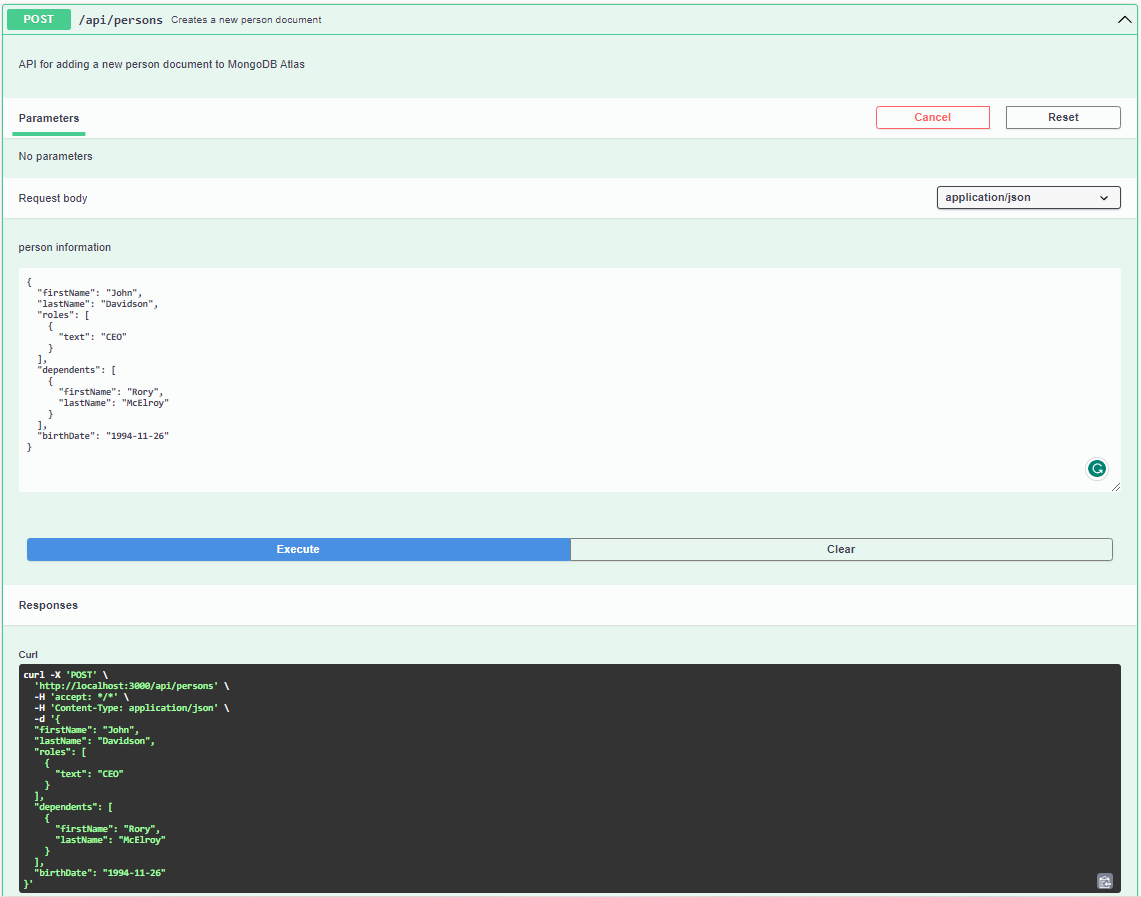 POST /api/persons Creates a new person document
API for adding a new person document to MongoDB Atlas
Parameters Cancel Reset
No parameters
Request body application/json
person information
{
  "firstName": "John",
  "lastName": "Davidson",
  "roles": [
    {
      "text": "CEO"
    }
  ],
  "dependents": [
    {
      "firstName": "Rory",
      "lastName": "McElroy"
    }
  ],
  "birthDate": "1994-11-26"
}
Execute Clear
Responses
Curl
curl -X 'POST' \
  'http://localhost:3000/api/persons' \
  -H 'accept: */*' \
  -H 'Content-Type: application/json' \
  -d '{
  "firstName": "John",
  "lastName": "Davidson",
  "roles": [
    {
      "text": "CEO"
    }
  ],
  "dependents": [
    {
      "firstName": "Rory",
      "lastName": "McElroy"
    }
  ],
  "birthDate": "1994-11-26"
}'